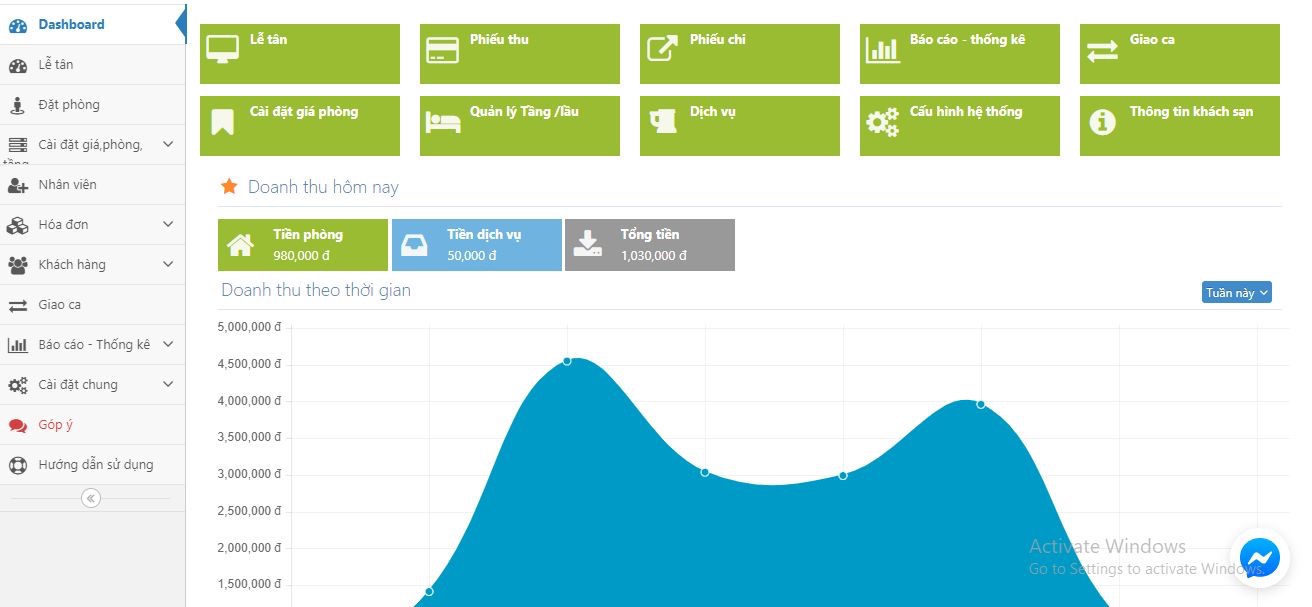 Dashboard
Lễ tân
Đặt phòng
Cài đặt giá,phòng,
tầng
Nhân viên
Hóa đơn
Khách hàng
Giao ca
Báo cáo - Thống kê
Cài đặt chung
Góp ý
Hướng dẫn sử dụng
Lễ tân
Phiếu thu
Phiếu chi
Báo cáo - thống kê
Giao ca
Cài đặt giá phòng
Quản lý Tầng /lầu
Dịch vụ
Cấu hình hệ thống
Thông tin khách sạn
Doanh thu hôm nay
Tiền phòng
980,000 đ
Tiền dịch vụ
50,000 đ
Tổng tiền
1,030,000 đ
Doanh thu theo thời gian
Tuần này
5,000,000 đ
4,500,000 đ
4,000,000 đ
3,500,000 đ
3,000,000 đ
2,500,000 đ
2,000,000 đ
1,500,000 đ
Activate Windows
Go to Settings to activate Windows.